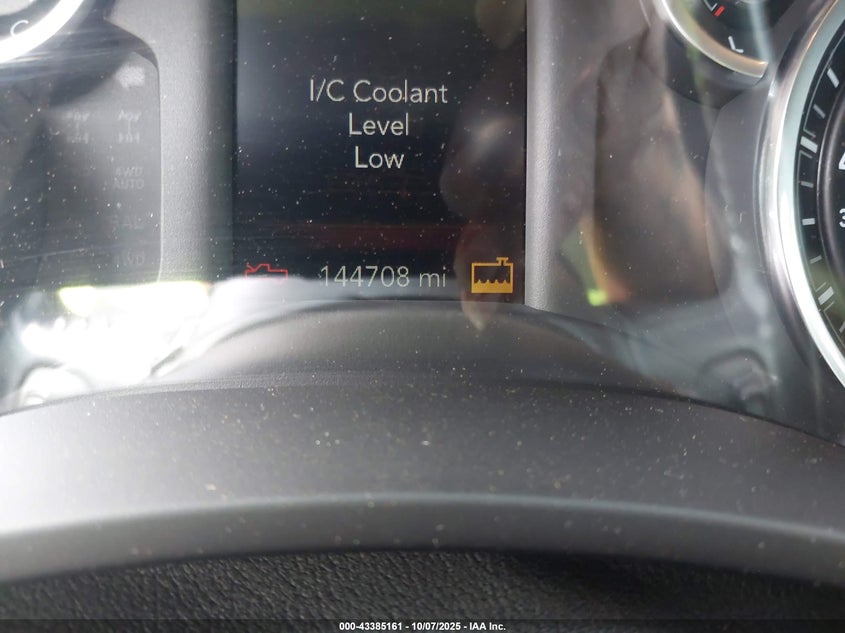 C
L
I/C Coolant
Level
Low
144708 mi
000-43385161 - 10/07/2025 - IAA Inc.